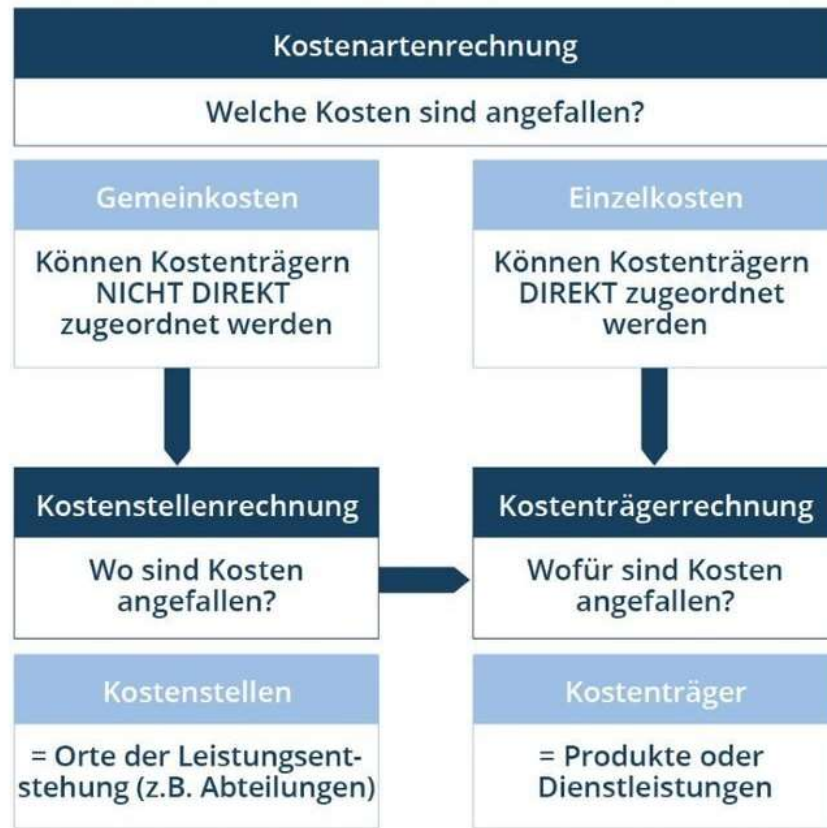 Kostenartenrechnung
Welche Kosten sind angefallen?
Gemeinkosten
Können Kostenträgern
NICHT DIREKT
zugeordnet werden
Einzelkosten
Können Kostenträgern
DIREKT zugeordnet
werden
Kostenstellenrechnung
Wo sind Kosten
angefallen?
Kostenträgerrechnung
Wofür sind Kosten
angefallen?
Kostenstellen
= Orte der Leistungsent-
stehung (z.B. Abteilungen)
Kostenträger
= Produkte oder
Dienstleistungen